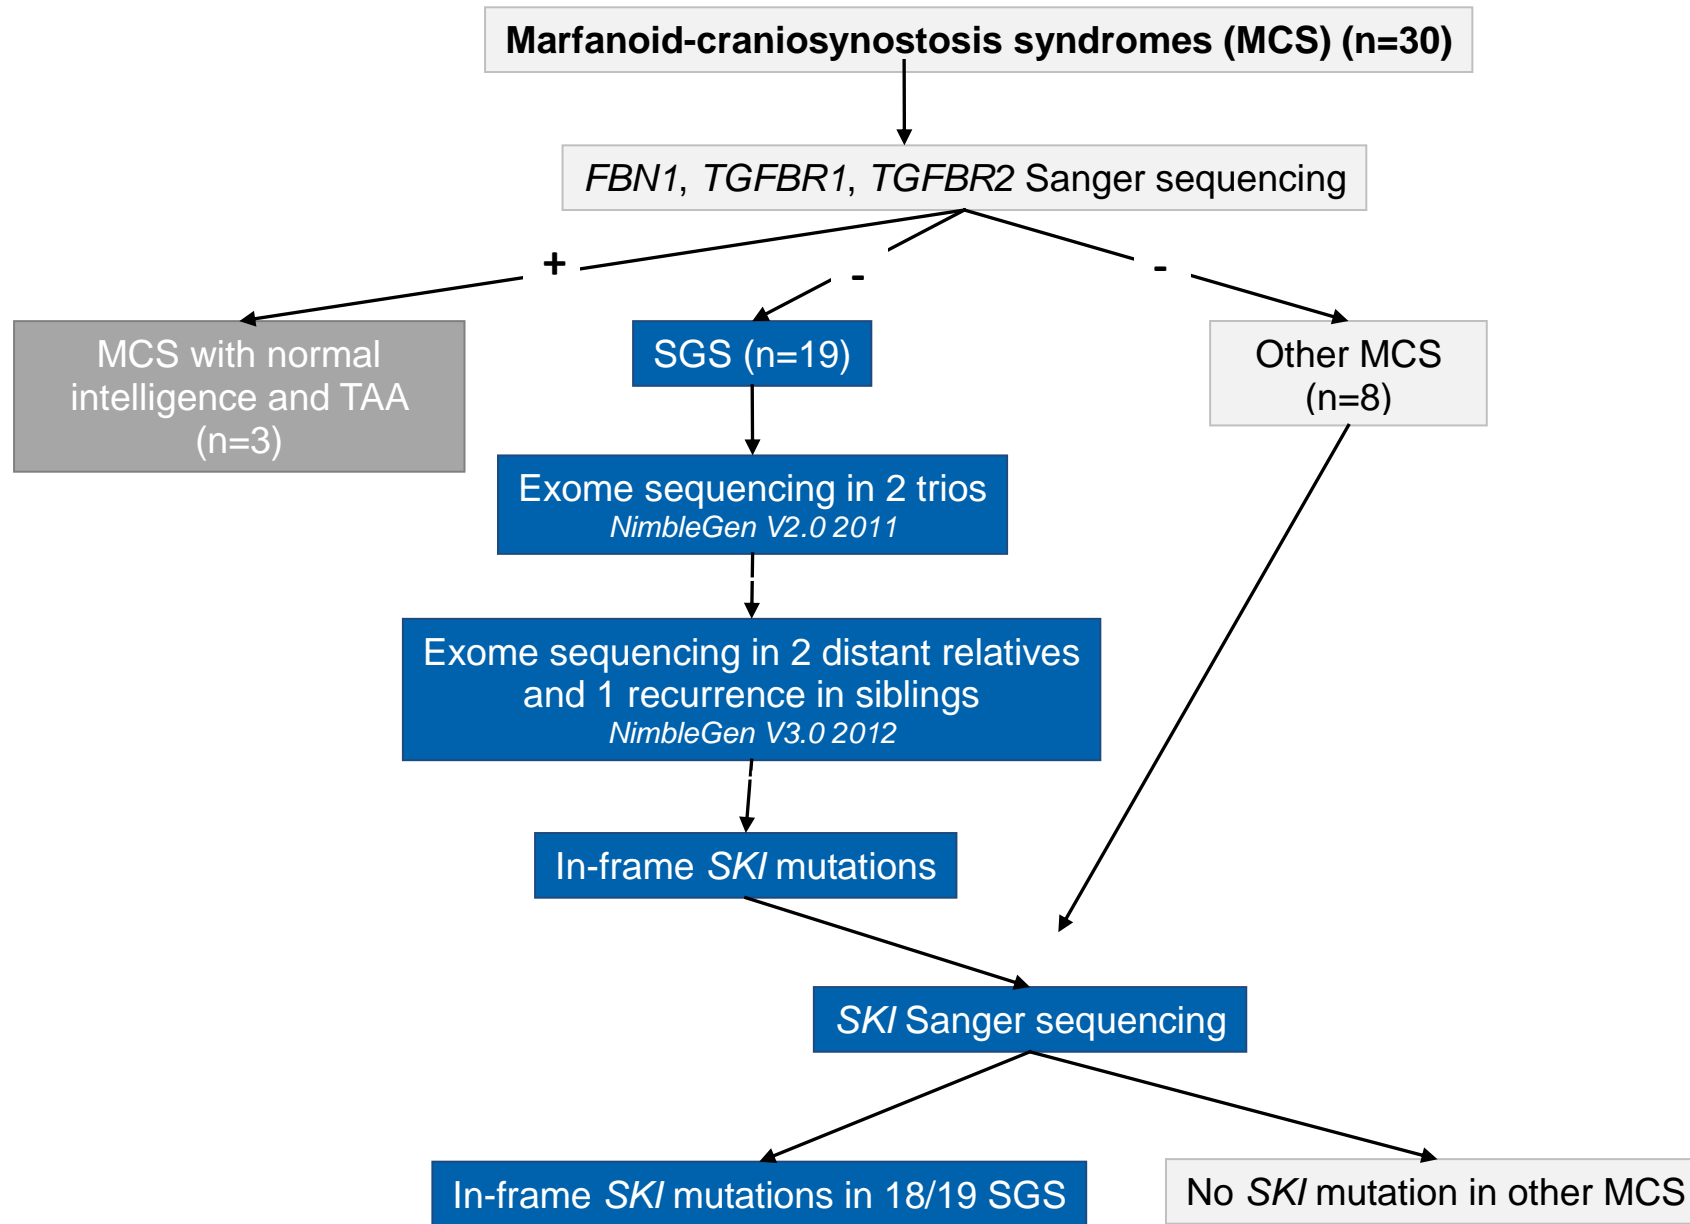 Marfanoid-craniosynostosis syndromes (MCS) (n=30)
FBN1, TGFBR1, TGFBR2 Sanger sequencing
+
-
-
MCS with normal
intelligence and TAA
(n=3)
SGS (n=19)
Other MCS
(n=8)
Exome sequencing in 2 trios
NimbleGen V2.0 2011
Exome sequencing in 2 distant relatives
and 1 recurrence in siblings
NimbleGen V3.0 2012
In-frame SKI mutations
SKI Sanger sequencing
In-frame SKI mutations in 18/19 SGS
No SKI mutation in other MCS